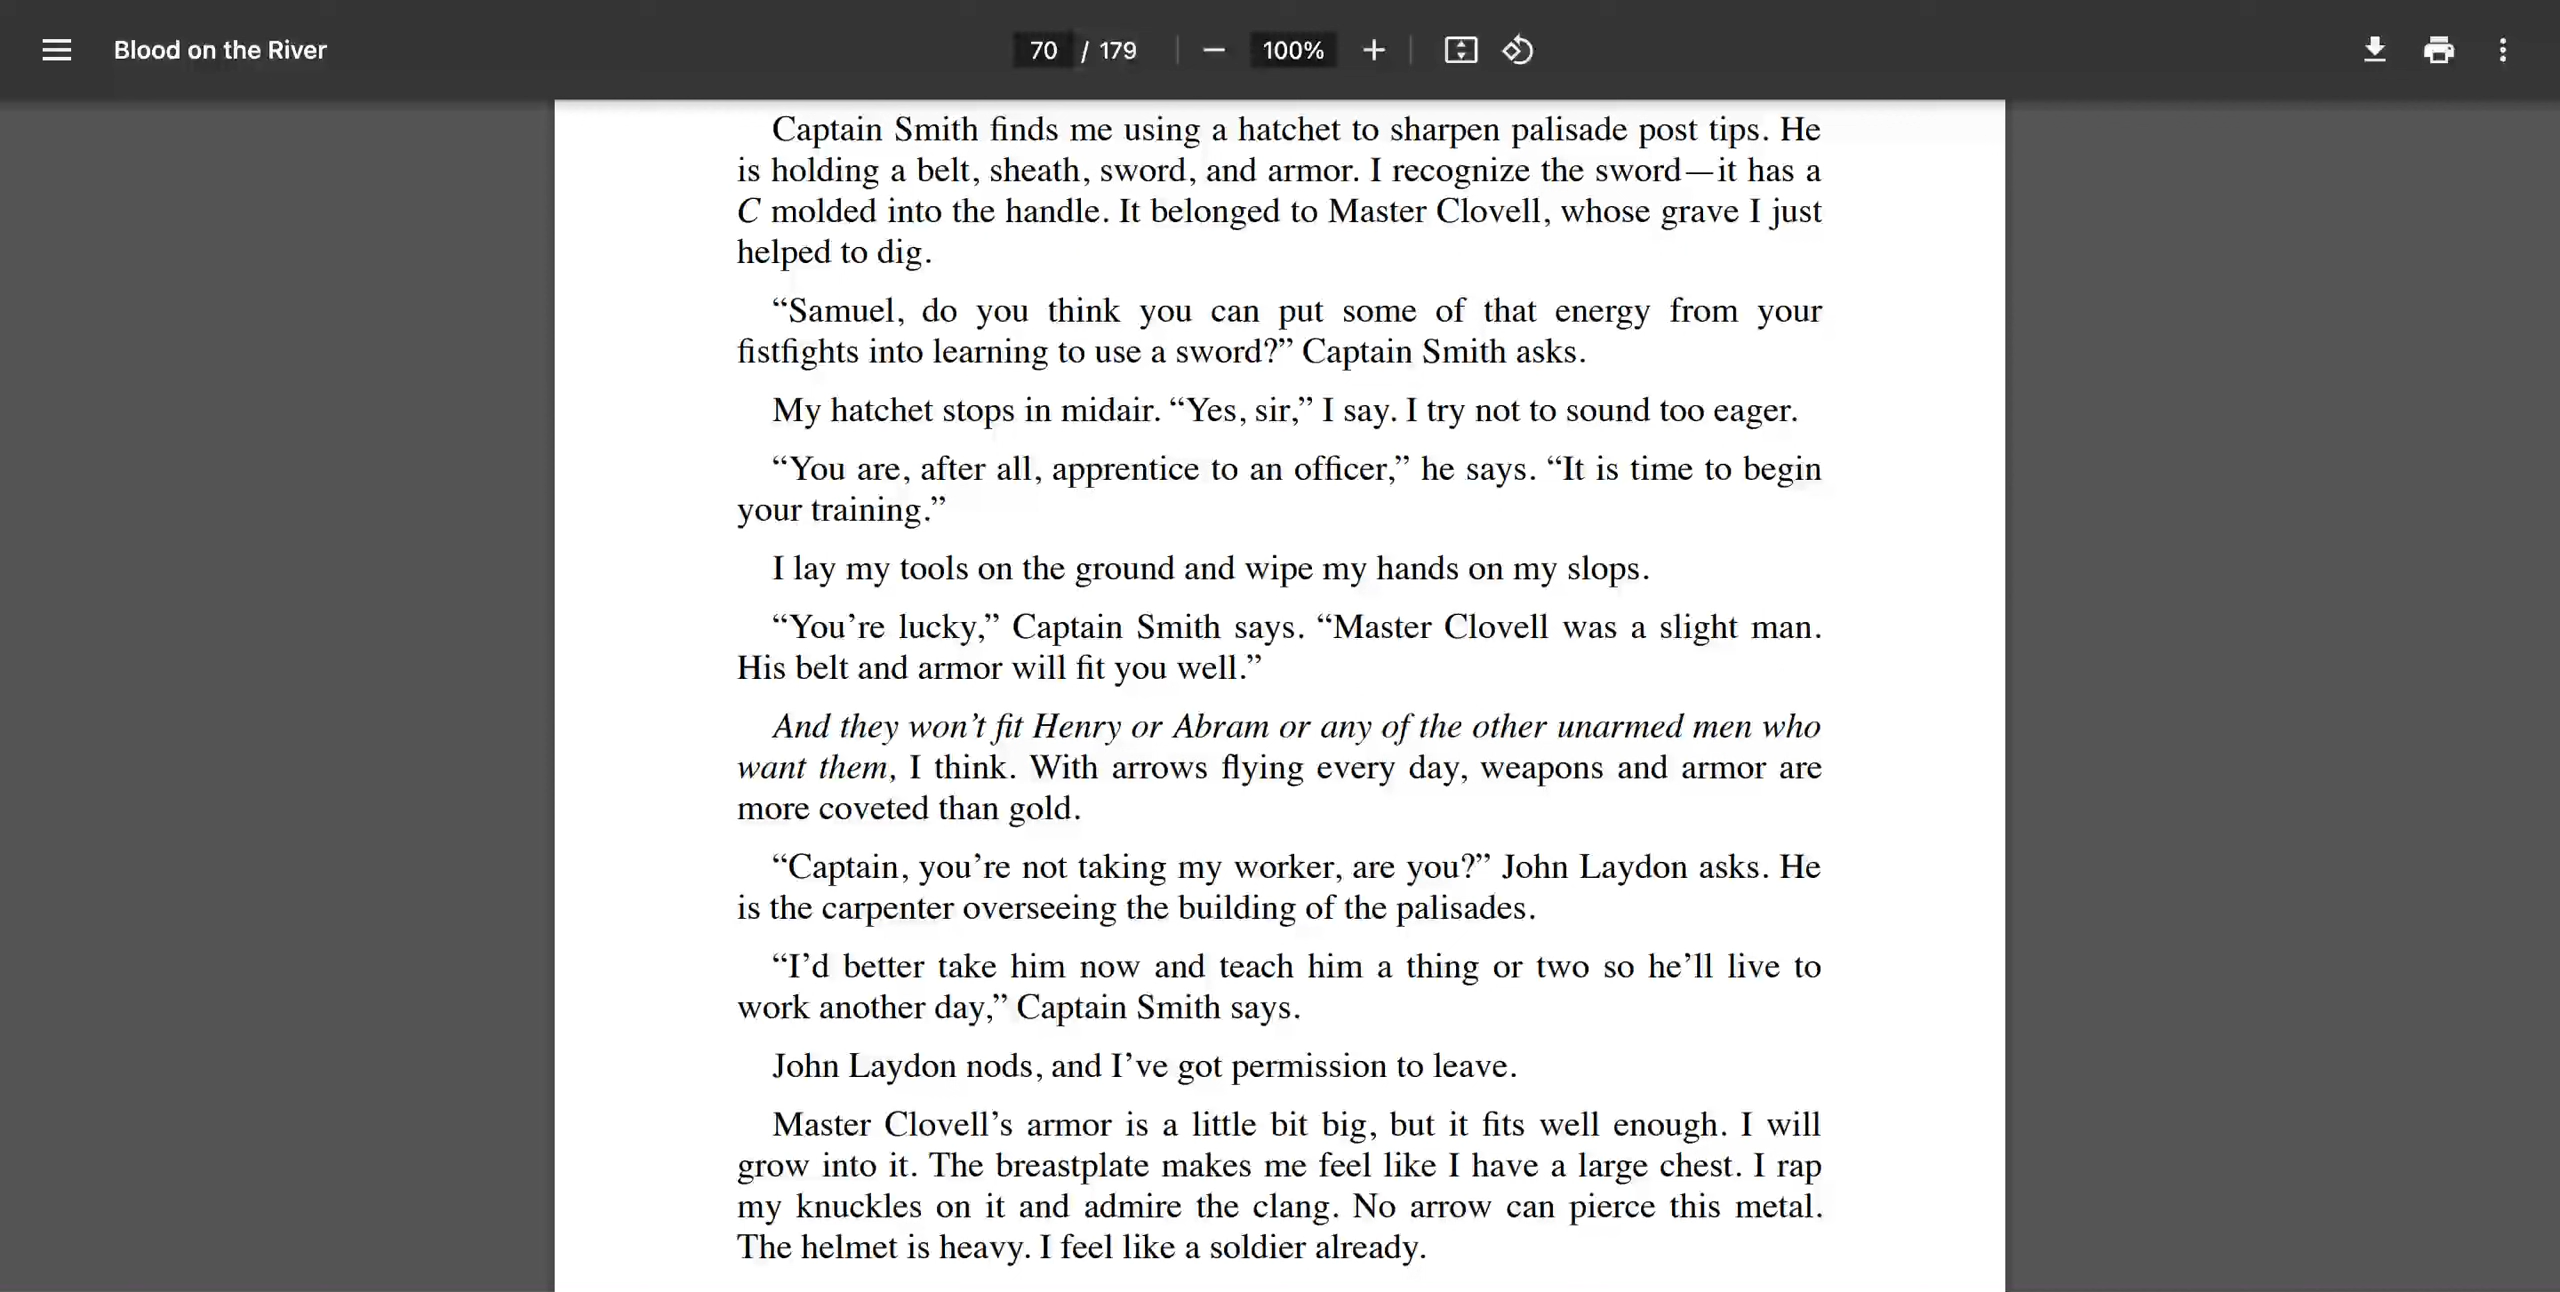 Blood on the River
70 / 179
100%
Captain Smith finds me using a hatchet to sharpen palisade post tips. He
is holding a belt, sheath, sword, and armor. I recognize the sword—it has a
C molded into the handle. It belonged to Master Clovell, whose grave I just
helped to dig.
“Samuel, do you think you can put some of that energy from your
fistfights into learning to use a sword?” Captain Smith asks.
My hatchet stops in midair. “Yes, sir,” I say. I try not to sound too eager.
“You are, after all, apprentice to an officer,” he says. “It is time to begin
your training.”
I lay my tools on the ground and wipe my hands on my slops.
“You’re lucky,” Captain Smith says. “Master Clovell was a slight man.
His belt and armor will fit you well.”
And they won’t fit Henry or Abram or any of the other unarmed men who
want them, I think. With arrows flying every day, weapons and armor are
more coveted than gold.
“Captain, you’re not taking my worker, are you?” John Laydon asks. He
is the carpenter overseeing the building of the palisades.
“I’d better take him now and teach him a thing or two so he’ll live to
work another day,” Captain Smith says.
John Laydon nods, and I’ve got permission to leave.
Master Clovell’s armor is a little bit big, but it fits well enough. I will
grow into it. The breastplate makes me feel like I have a large chest. I rap
my knuckles on it and admire the clang. No arrow can pierce this metal.
The helmet is heavy. I feel like a soldier already.